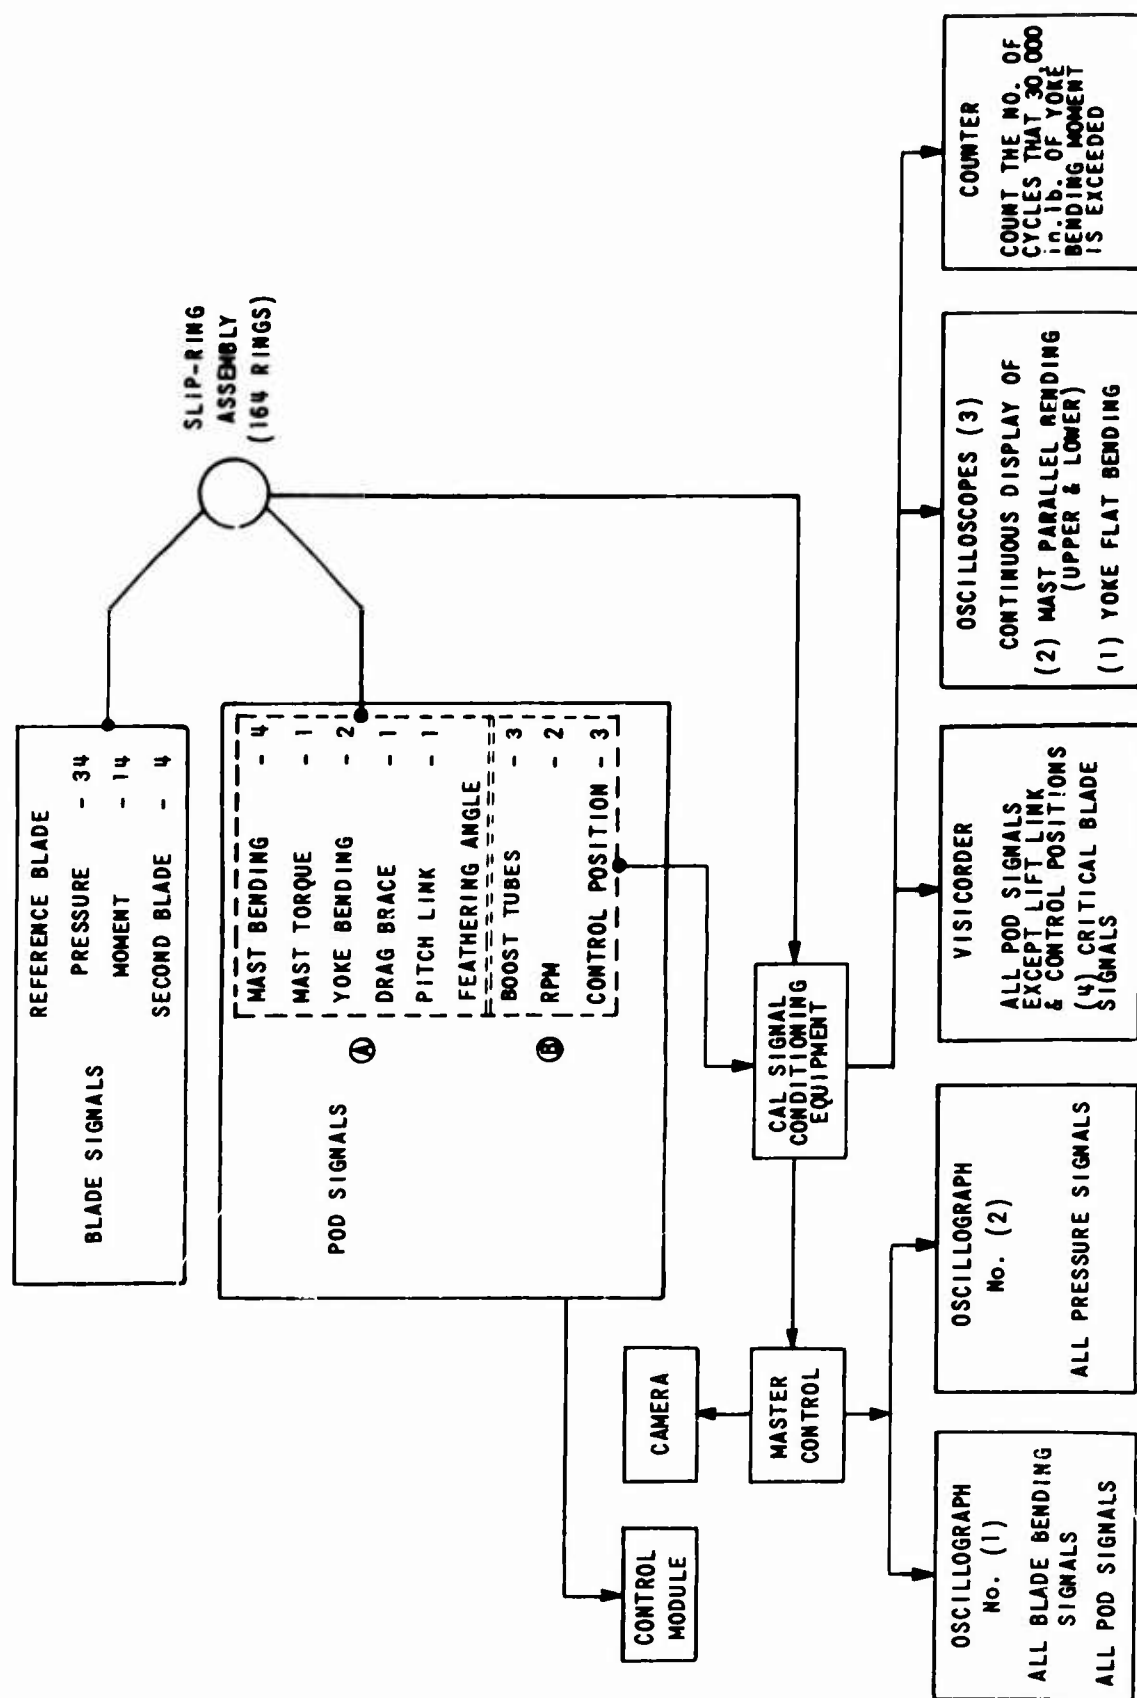 REFERENCE BLADE
BLADE SIGNALS
PRESSURE - 34
MOMENT - 14
SECOND BLADE - 4
SLIP-RING
ASSEMBLY
(164 RINGS)
POD SIGNALS
Ⓐ
MAST BENDING - 4
MAST TORQUE - 1
YOKE BENDING - 2
DRAG BRACE - 1
PITCH LINK - 1
FEATHERING ANGLE
Ⓑ
BOOST TUBES - 3
RPM - 2
CONTROL POSITION - 3
CONTROL
MODULE
CAMERA
MASTER
CONTROL
CAL SIGNAL
CONDITIONING
EQUIPMENT
OSCILLOGRAPH
No. (1)
ALL BLADE BENDING
SIGNALS
ALL POD SIGNALS
OSCILLOGRAPH
No. (2)
ALL PRESSURE SIGNALS
VISICORDER
ALL POD SIGNALS
EXCEPT LIFT LINK
& CONTROL POSITIONS
(4) CRITICAL BLADE
SIGNALS
OSCILLOSCOPES (3)
CONTINUOUS DISPLAY OF
(2) MAST PARALLEL BENDING
(UPPER & LOWER)
(1) YOKE FLAT BENDING
COUNTER
COUNT THE NO. OF
CYCLES THAT 30,000
in.lb. OF YOKE
BENDING MOMENT
IS EXCEEDED